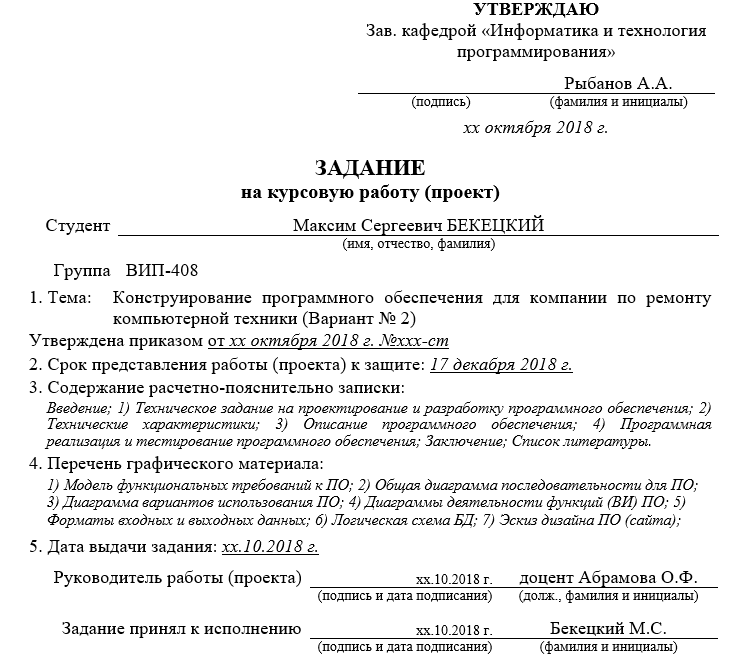 УТВЕРЖДАЮ
Зав. кафедрой «Информатика и технология
программирования»
Рыбанов А.А.
(подпись) (фамилия и инициалы)
хх октября 2018 г.
ЗАДАНИЕ
на курсовую работу (проект)
Студент Максим Сергеевич БЕКЕЦКИЙ
(имя, отчество, фамилия)
Группа ВИП-408
1. Тема: Конструирование программного обеспечения для компании по ремонту
компьютерной техники (Вариант № 2)
Утверждена приказом от хх октября 2018 г. №ххх-ст
2. Срок представления работы (проекта) к защите: 17 декабря 2018 г.
3. Содержание расчетно-пояснительно записки:
Введение; 1) Техническое задание на проектирование и разработку программного обеспечения; 2)
Технические характеристики; 3) Описание программного обеспечения; 4) Программная
реализация и тестирование программного обеспечения; Заключение; Список литературы.
4. Перечень графического материала:
1) Модель функциональных требований к ПО; 2) Общая диаграмма последовательности для ПО;
3) Диаграмма вариантов использования ПО; 4) Диаграммы деятельности функций (ВИ) ПО; 5)
Форматы входных и выходных данных; 6) Логическая схема БД; 7) Эскиз дизайна ПО (сайта);
5. Дата выдачи задания: хх.10.2018 г.
Руководитель работы (проекта) хх.10.2018 г. доцент Абрамова О.Ф.
(подписи и дата подписания) (долж., фамилия и инициалы)
Задание принял к исполнению хх.10.2018 г. Бекецкий М.С.
(подписи и дата подписания) (фамилия и инициалы)